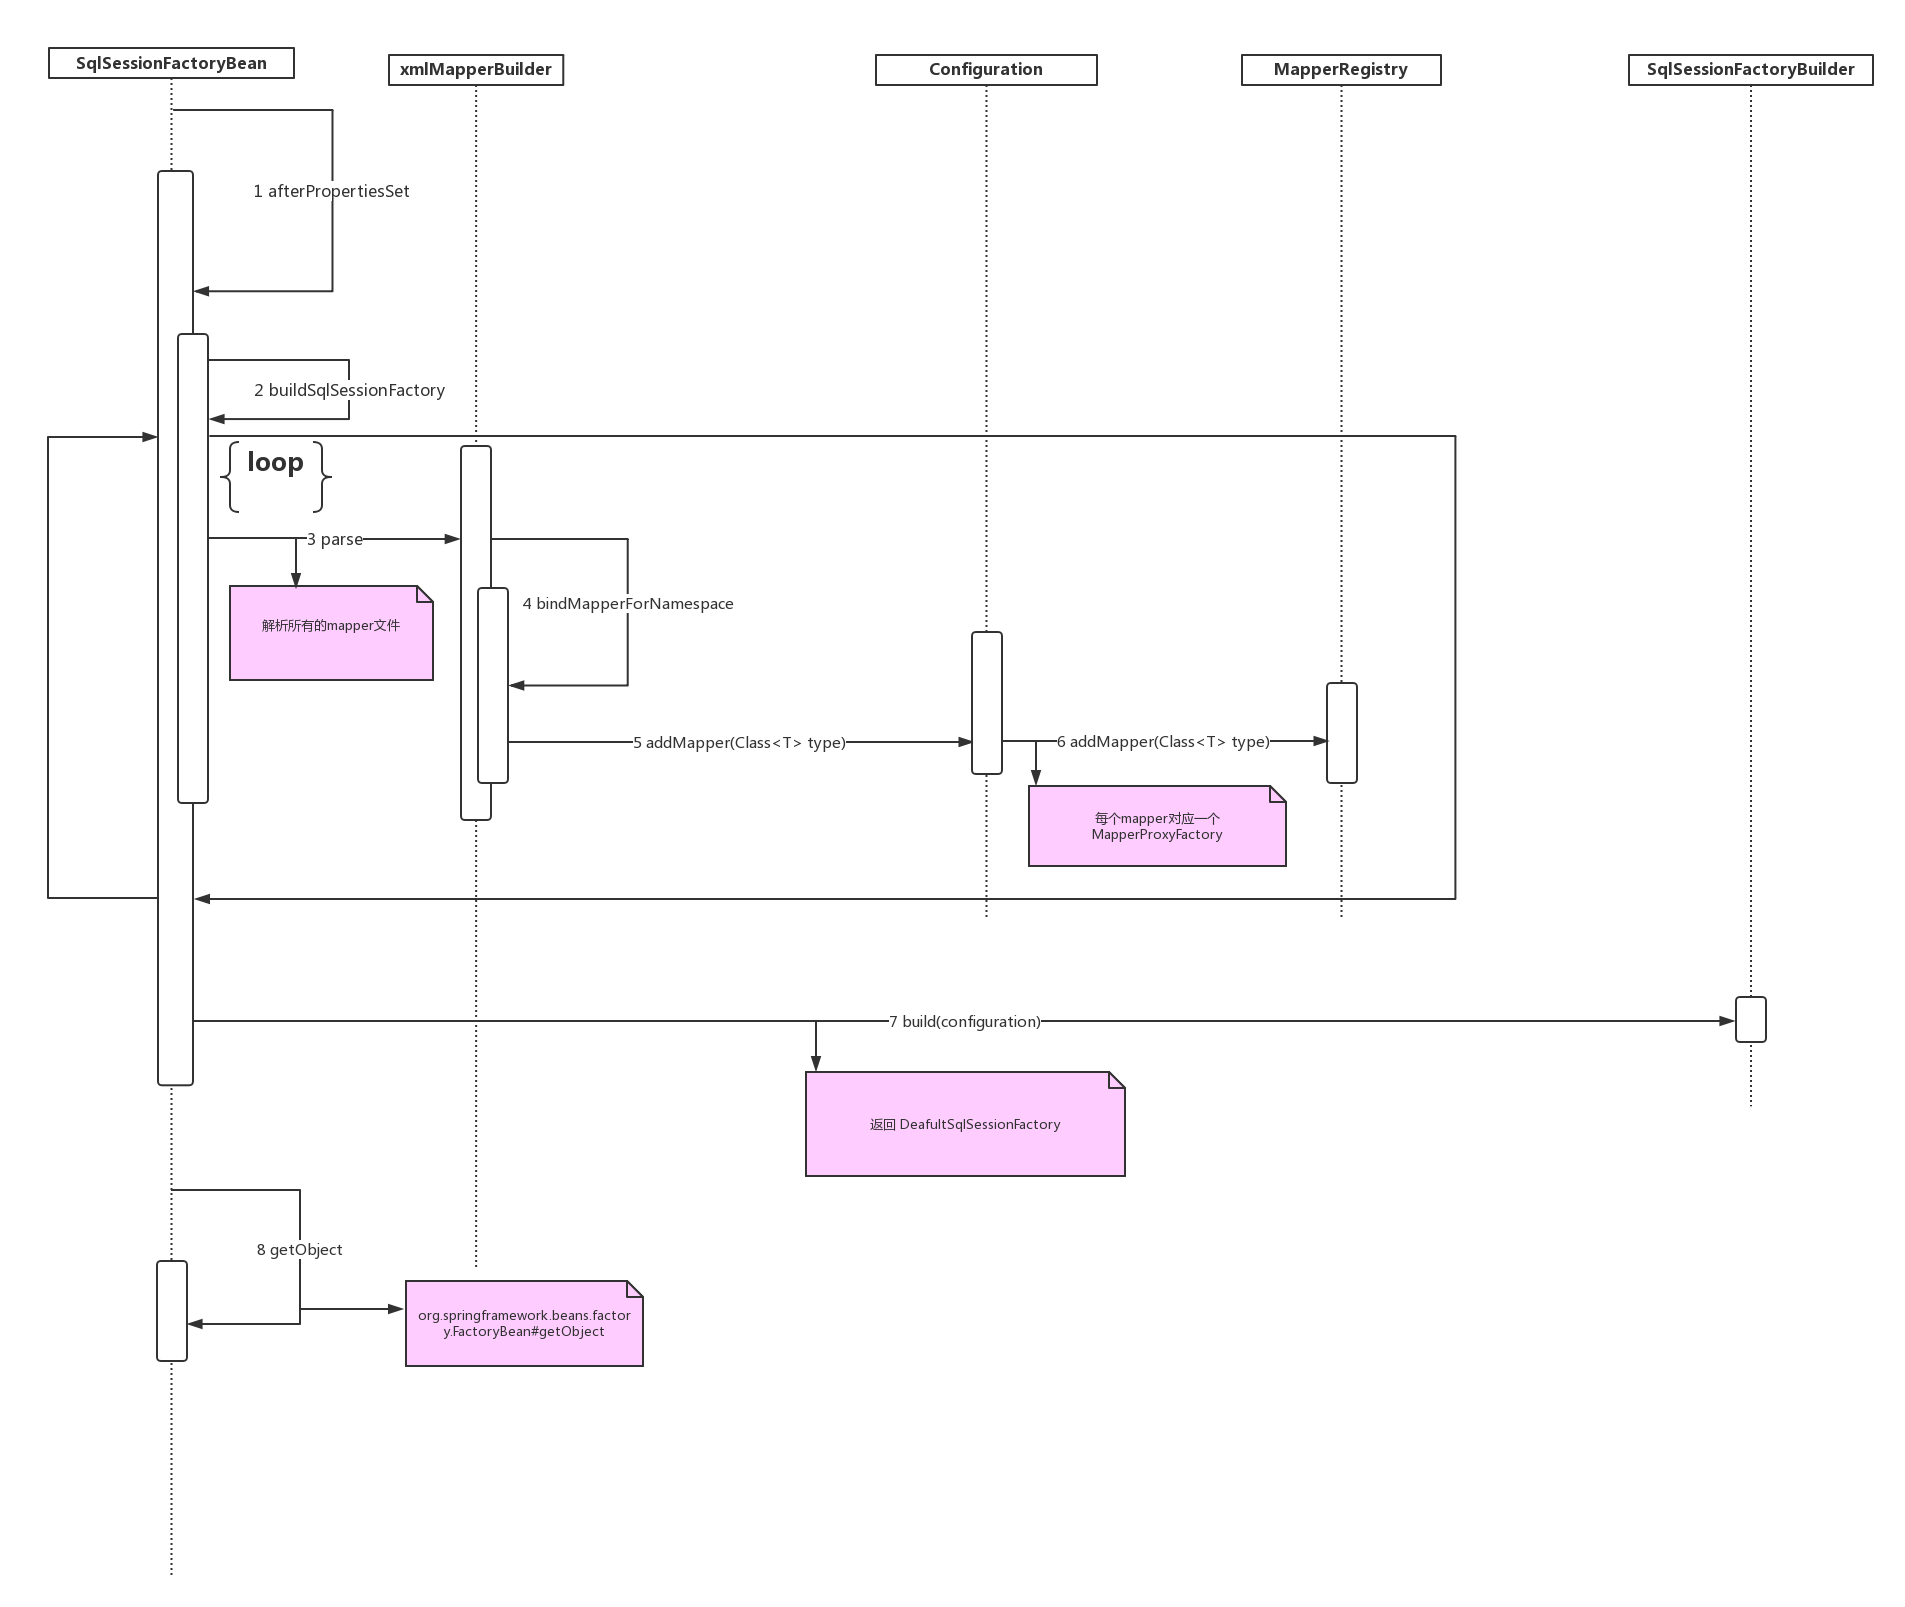 SqlSessionFactoryBean
xmlMapperBuilder
Configuration
MapperRegistry
SqlSessionFactoryBuilder
1 afterPropertiesSet
2 buildSqlSessionFactory
loop
3 parse
解析所有的mapper文件
4 bindMapperForNamespace
5 addMapper(Class<T> type)
6 addMapper(Class<T> type)
每个mapper对应一个
MapperProxyFactory
7 build(configuration)
返回 DeafultSqlSessionFactory
8 getObject
org.springframework.beans.factor
y.FactoryBean#getObject